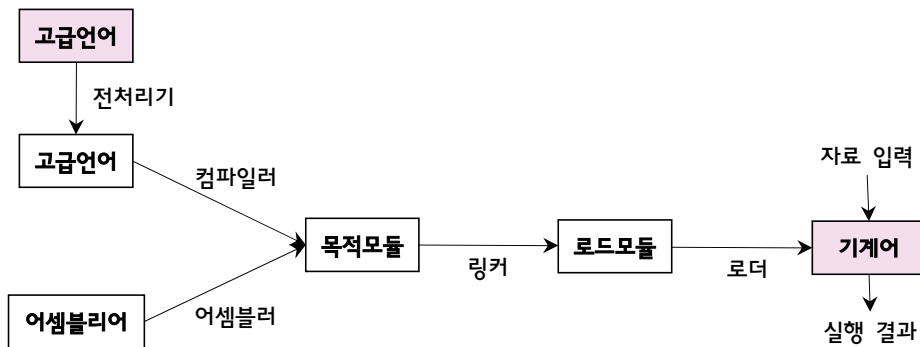 고급언어
전처리기
고급언어
컴파일러
자료 입력
목적모듈
링커
로드모듈
로더
기계어
어셈블리어
어셈블러
실행 결과